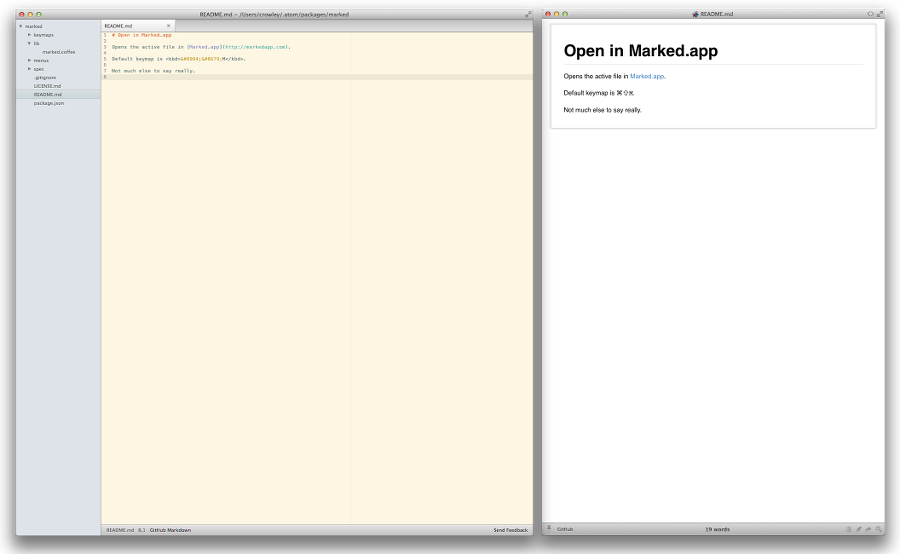 README.md - /Users/crowley/.atom/packages/marked
marked
keymaps
lib
marked.coffee
menus
spec
.gitignore
LICENSE.md
README.md
package.json
README.md
1 # Open in Marked.app
2
3 Opens the active file in [Marked.app](http://markedapp.com).
4
5 Default keymap is <kbd>&#8984;&#8679;M</kbd>.
6
7 Not much else to say really.
8
README.md 8,1 GitHub Markdown Send Feedback
README.md
Open in Marked.app
Opens the active file in Marked.app.
Default keymap is ⌘⇧M.
Not much else to say really.
GitHub 19 words